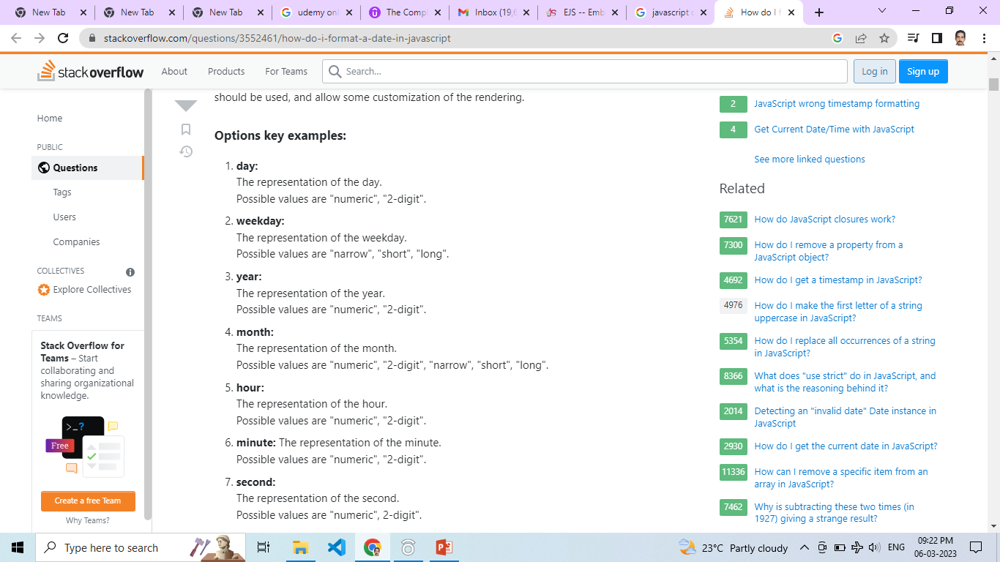 New Tab
New Tab
New Tab
udemy onl
The Compl
Inbox (19,6
EJS -- Emb
javascript c
How do I f
stackoverflow.com/questions/3552461/how-do-i-format-a-date-in-javascript
stackoverflow
About
Products
For Teams
Search...
Log in
Sign up
Home
PUBLIC
Questions
Tags
Users
Companies
COLLECTIVES
Explore Collectives
TEAMS
Stack Overflow for
Teams – Start
collaborating and
sharing organizational
knowledge.
>_?
Free
Create a free Team
Why Teams?
should be used, and allow some customization of the rendering.
Options key examples:
1. day:
The representation of the day.
Possible values are "numeric", "2-digit".
2. weekday:
The representation of the weekday.
Possible values are "narrow", "short", "long".
3. year:
The representation of the year.
Possible values are "numeric", "2-digit".
4. month:
The representation of the month.
Possible values are "numeric", "2-digit", "narrow", "short", "long".
5. hour:
The representation of the hour.
Possible values are "numeric", "2-digit".
6. minute: The representation of the minute.
Possible values are "numeric", "2-digit".
7. second:
The representation of the second.
Possible values are "numeric", 2-digit".
2 JavaScript wrong timestamp formatting
4 Get Current Date/Time with JavaScript
See more linked questions
Related
7621 How do JavaScript closures work?
7300 How do I remove a property from a
JavaScript object?
4692 How do I get a timestamp in JavaScript?
4976 How do I make the first letter of a string
uppercase in JavaScript?
5354 How do I replace all occurrences of a string
in JavaScript?
8366 What does "use strict" do in JavaScript, and
what is the reasoning behind it?
2014 Detecting an "invalid date" Date instance in
JavaScript
2930 How do I get the current date in JavaScript?
11336 How can I remove a specific item from an
array in JavaScript?
7462 Why is subtracting these two times (in
1927) giving a strange result?
Type here to search
23°C Partly cloudy
ENG
09:22 PM
06-03-2023